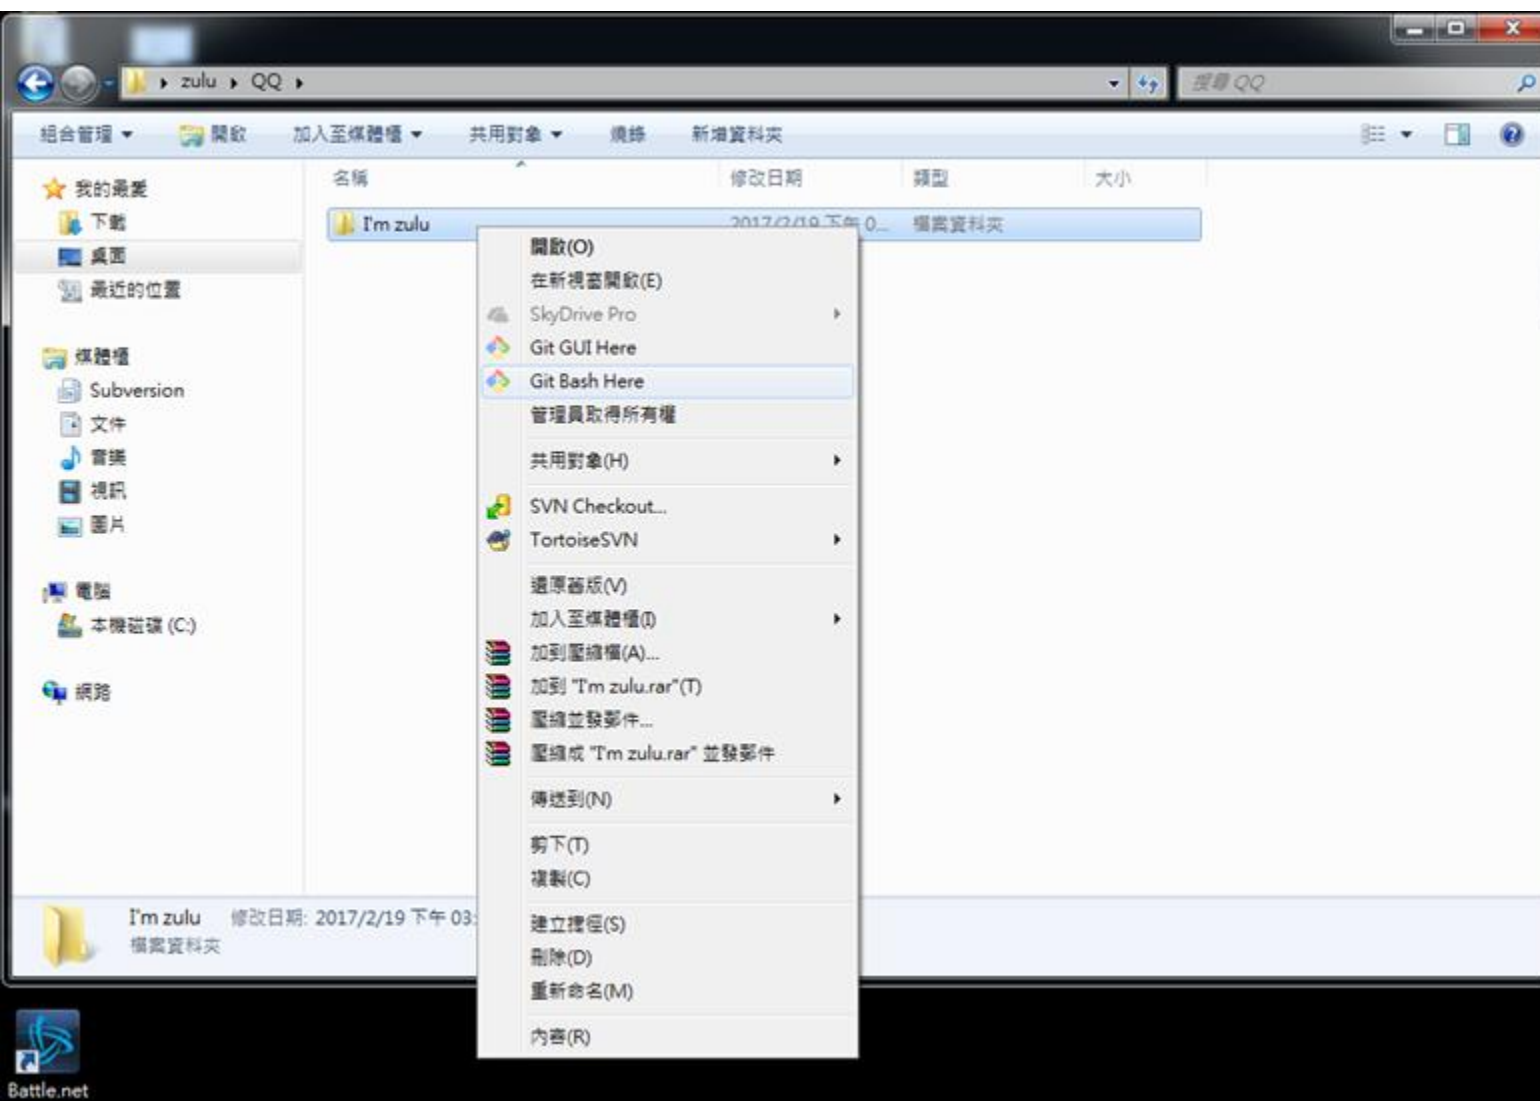 zulu QQ
搜尋 QQ
組合管理 開啟 加入至媒體櫃 共用對象 燒錄 新增資料夾
我的最愛
下載
桌面
最近的位置
媒體櫃
Subversion
文件
音樂
視訊
圖片
電腦
本機磁碟 (C:)
網路
名稱 修改日期 類型 大小
I'm zulu 2017/2/19 下午 0... 檔案資料夾
開啟(O)
在新視窗開啟(E)
SkyDrive Pro
Git GUI Here
Git Bash Here
管理員取得所有權
共用對象(H)
SVN Checkout...
TortoiseSVN
還原舊版(V)
加入至媒體櫃(I)
加到壓縮檔(A)...
加到 "I'm zulu.rar"(T)
壓縮並發郵件...
壓縮成 "I'm zulu.rar" 並發郵件
傳送到(N)
剪下(T)
複製(C)
建立捷徑(S)
刪除(D)
重新命名(M)
內容(R)
I'm zulu 修改日期: 2017/2/19 下午 03:
檔案資料夾
Battle.net